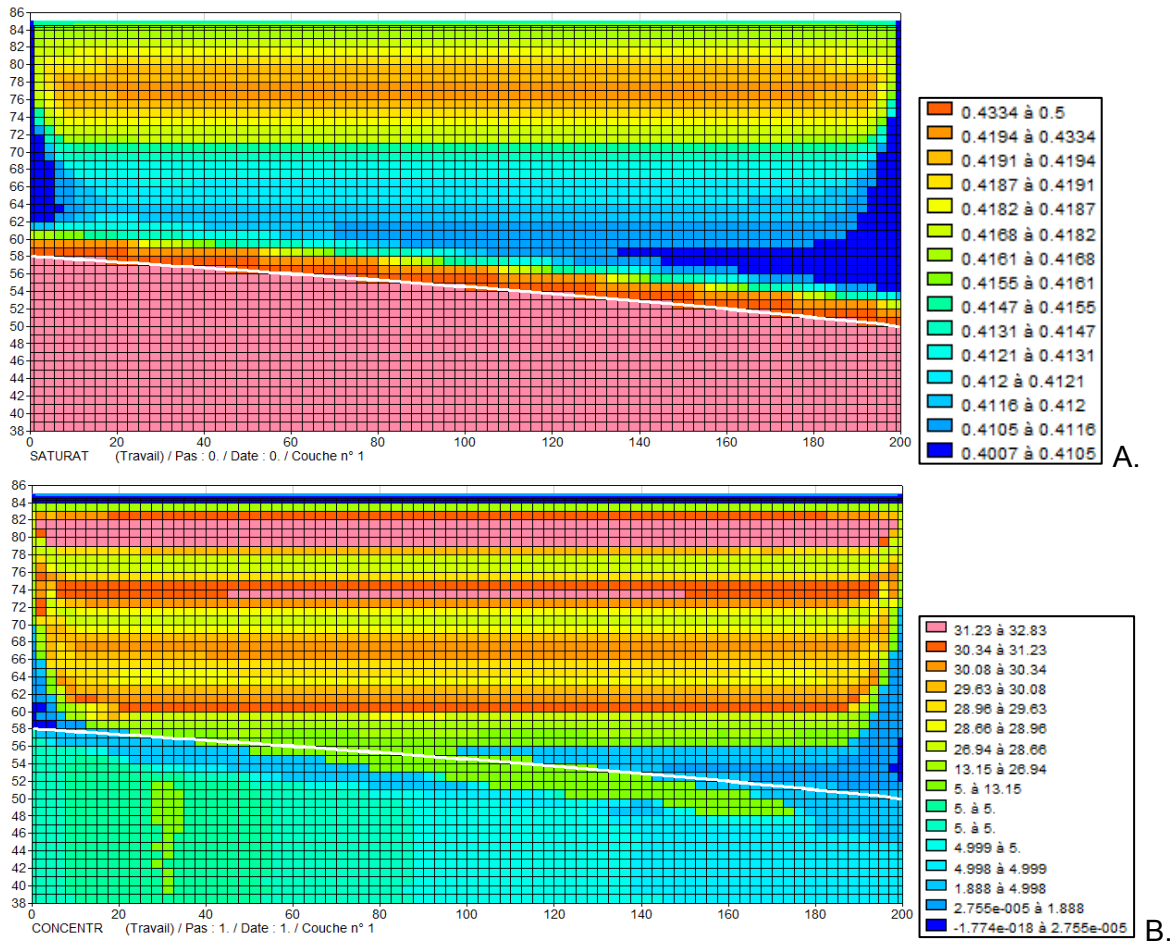 86
84
82
80
78
76
74
72
70
68
66
64
62
60
58
56
54
52
50
48
46
44
42
40
38
0 20 40 60 80 100 120 140 160 180 200
SATURAT (Travail) / Pas : 0. / Date : 0. / Couche n° 1
0.4334 à 0.5
0.4194 à 0.4334
0.4191 à 0.4194
0.4187 à 0.4191
0.4182 à 0.4187
0.4168 à 0.4182
0.4161 à 0.4168
0.4155 à 0.4161
0.4147 à 0.4155
0.4131 à 0.4147
0.4121 à 0.4131
0.412 à 0.4121
0.4116 à 0.412
0.4105 à 0.4116
0.4007 à 0.4105
A.
86
84
82
80
78
76
74
72
70
68
66
64
62
60
58
56
54
52
50
48
46
44
42
40
38
0 20 40 60 80 100 120 140 160 180 200
CONCENTR (Travail) / Pas : 1. / Date : 1. / Couche n° 1
31.23 à 32.83
30.34 à 31.23
30.08 à 30.34
29.63 à 30.08
28.96 à 29.63
28.66 à 28.96
26.94 à 28.66
13.15 à 26.94
5. à 13.15
5. à 5.
5. à 5.
4.999 à 5.
4.998 à 4.999
1.888 à 4.998
2.755e-005 à 1.888
-1.774e-018 à 2.755e-005
B.